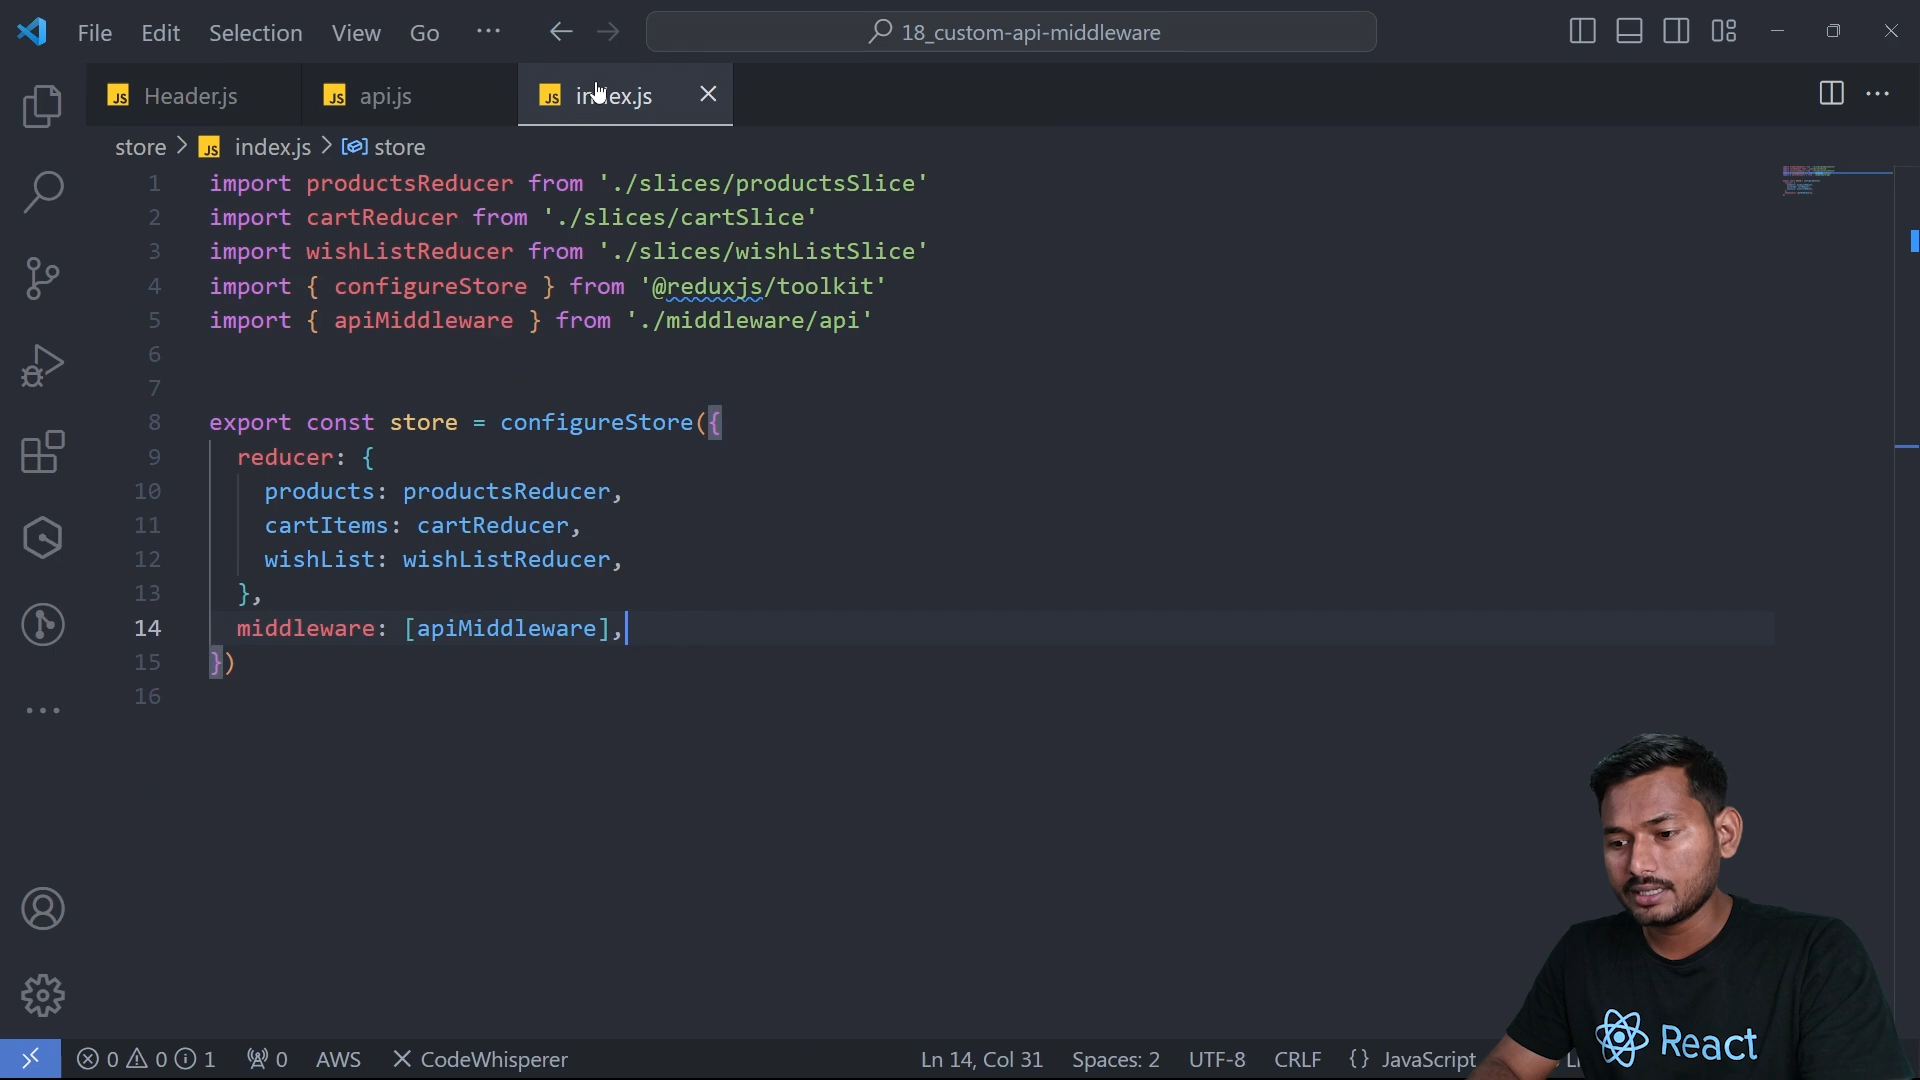 File Edit Selection View Go ··· 18_custom-api-middleware
JS Header.js JS api.js JS index.js
store > JS index.js > store
1 import productsReducer from './slices/productsSlice'
2 import cartReducer from './slices/cartSlice'
3 import wishListReducer from './slices/wishListSlice'
4 import { configureStore } from '@reduxjs/toolkit'
5 import { apiMiddleware } from './middleware/api'
6
7
8 export const store = configureStore({
9 reducer: {
10 products: productsReducer,
11 cartItems: cartReducer,
12 wishList: wishListReducer,
13 },
14 middleware: [apiMiddleware],
15 })
16
React
0 0 1 0 AWS CodeWhisperer Ln 14, Col 31 Spaces: 2 UTF-8 CRLF {} JavaScript